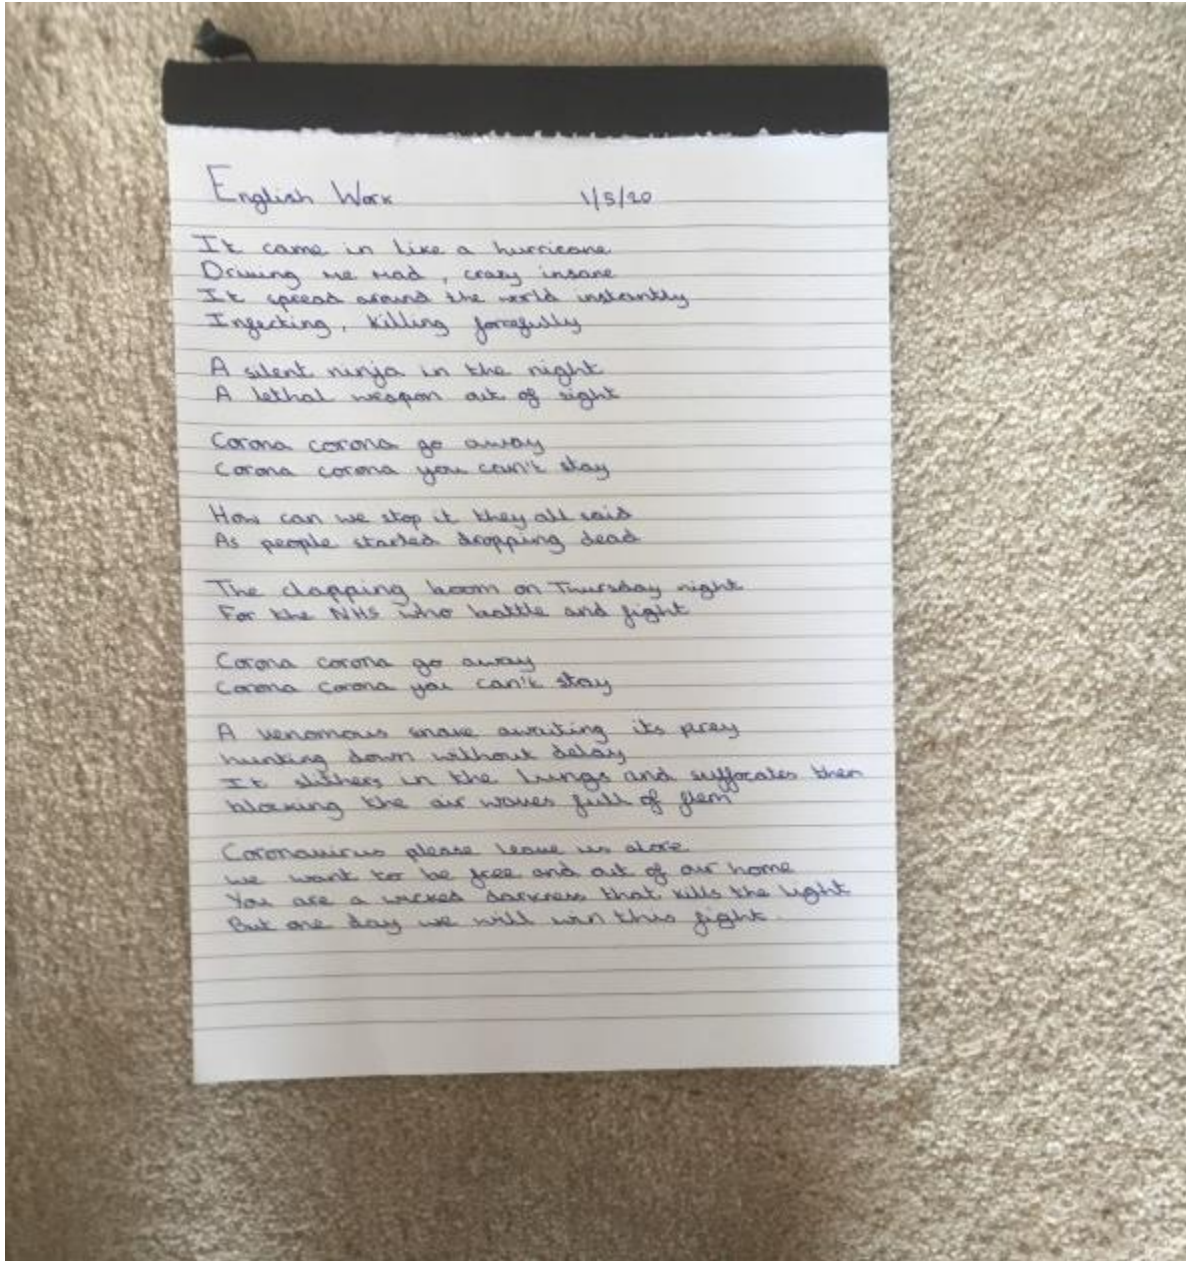 English Work 1/5/20
It came in like a hurricane
Driving me mad, crazy insane
It spread around the world instantly
Infecting, killing forcefully
A silent ninja in the night
A lethal weapon out of sight
Corona corona go away
Corona corona you can't stay
How can we stop it they all said
As people started dropping dead
The clapping boom on Thursday night
For the NHS who battle and fight
Corona corona go away
Corona corona you can't stay
A venomous snake awaiting its prey
hunting down without delay
It slithers in the lungs and suffocates them
blocking the air waves full of flem
Coronavirus please leave us alone
we want to be free and out of our home
You are a wicked darkness that kills the light
But one day we will win this fight.